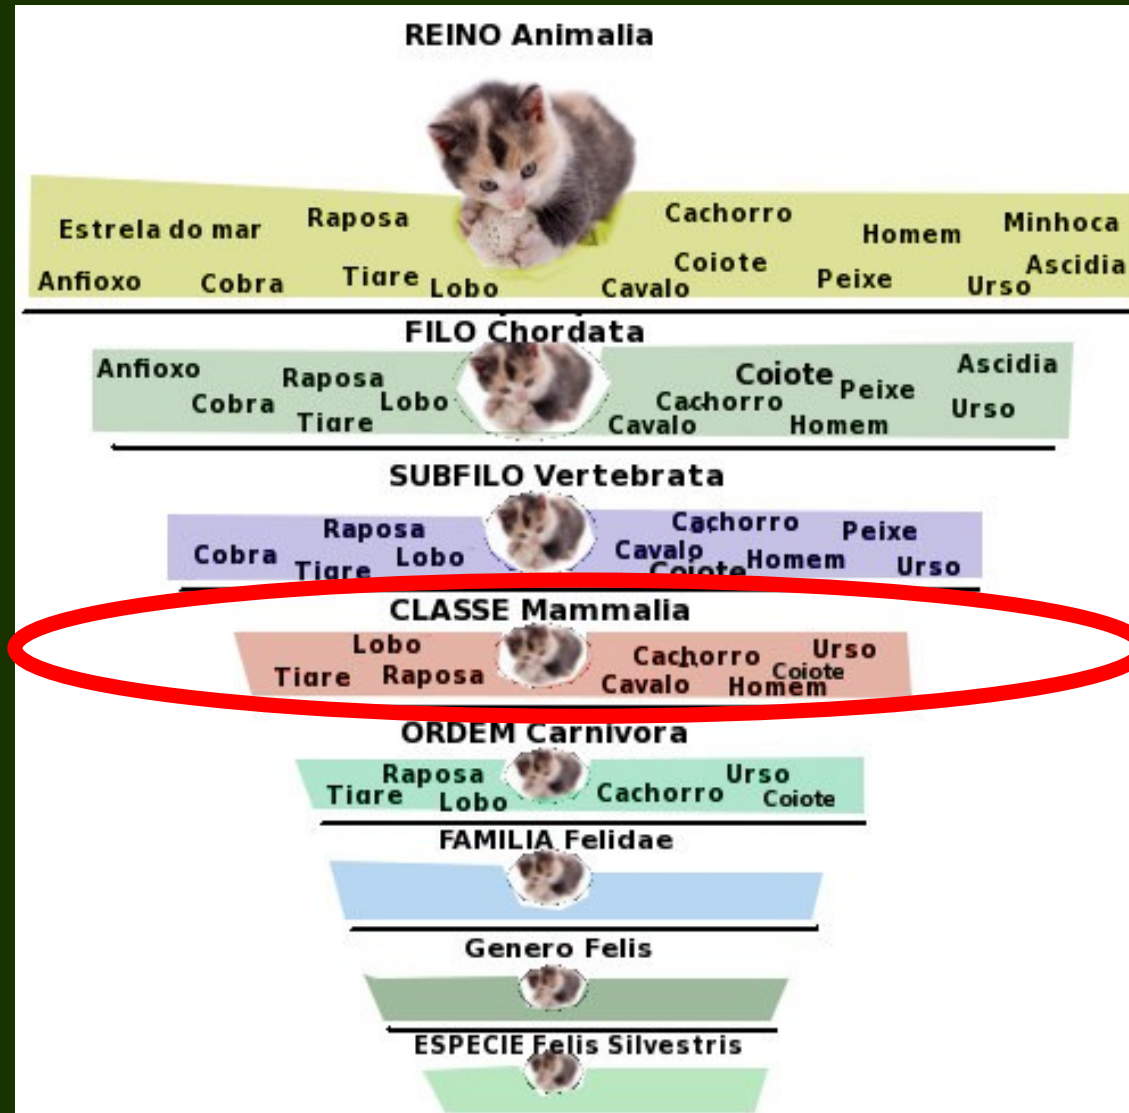 REINO Animalia
Estrela do mar Raposa Cachorro Homem Minhoca
Anfioxo Cobra Tigre Lobo Cavalo Coiote Peixe Urso Ascidia
FILO Chordata
Anfioxo Raposa Coiote Peixe Ascidia
Cobra Tigre Lobo Cavalo Cachorro Homem Urso
SUBFILO Vertebrata
Raposa Cachorro Peixe
Cobra Tigre Lobo Cavalo Coiote Homem Urso
CLASSE Mammalia
Lobo Cachorro Urso
Tigre Raposa Cavalo Homem Coiote
ORDEM Carnivora
Raposa Urso
Tigre Lobo Cachorro Coiote
FAMILIA Felidae
Genero Felis
ESPECIE Felis Silvestris